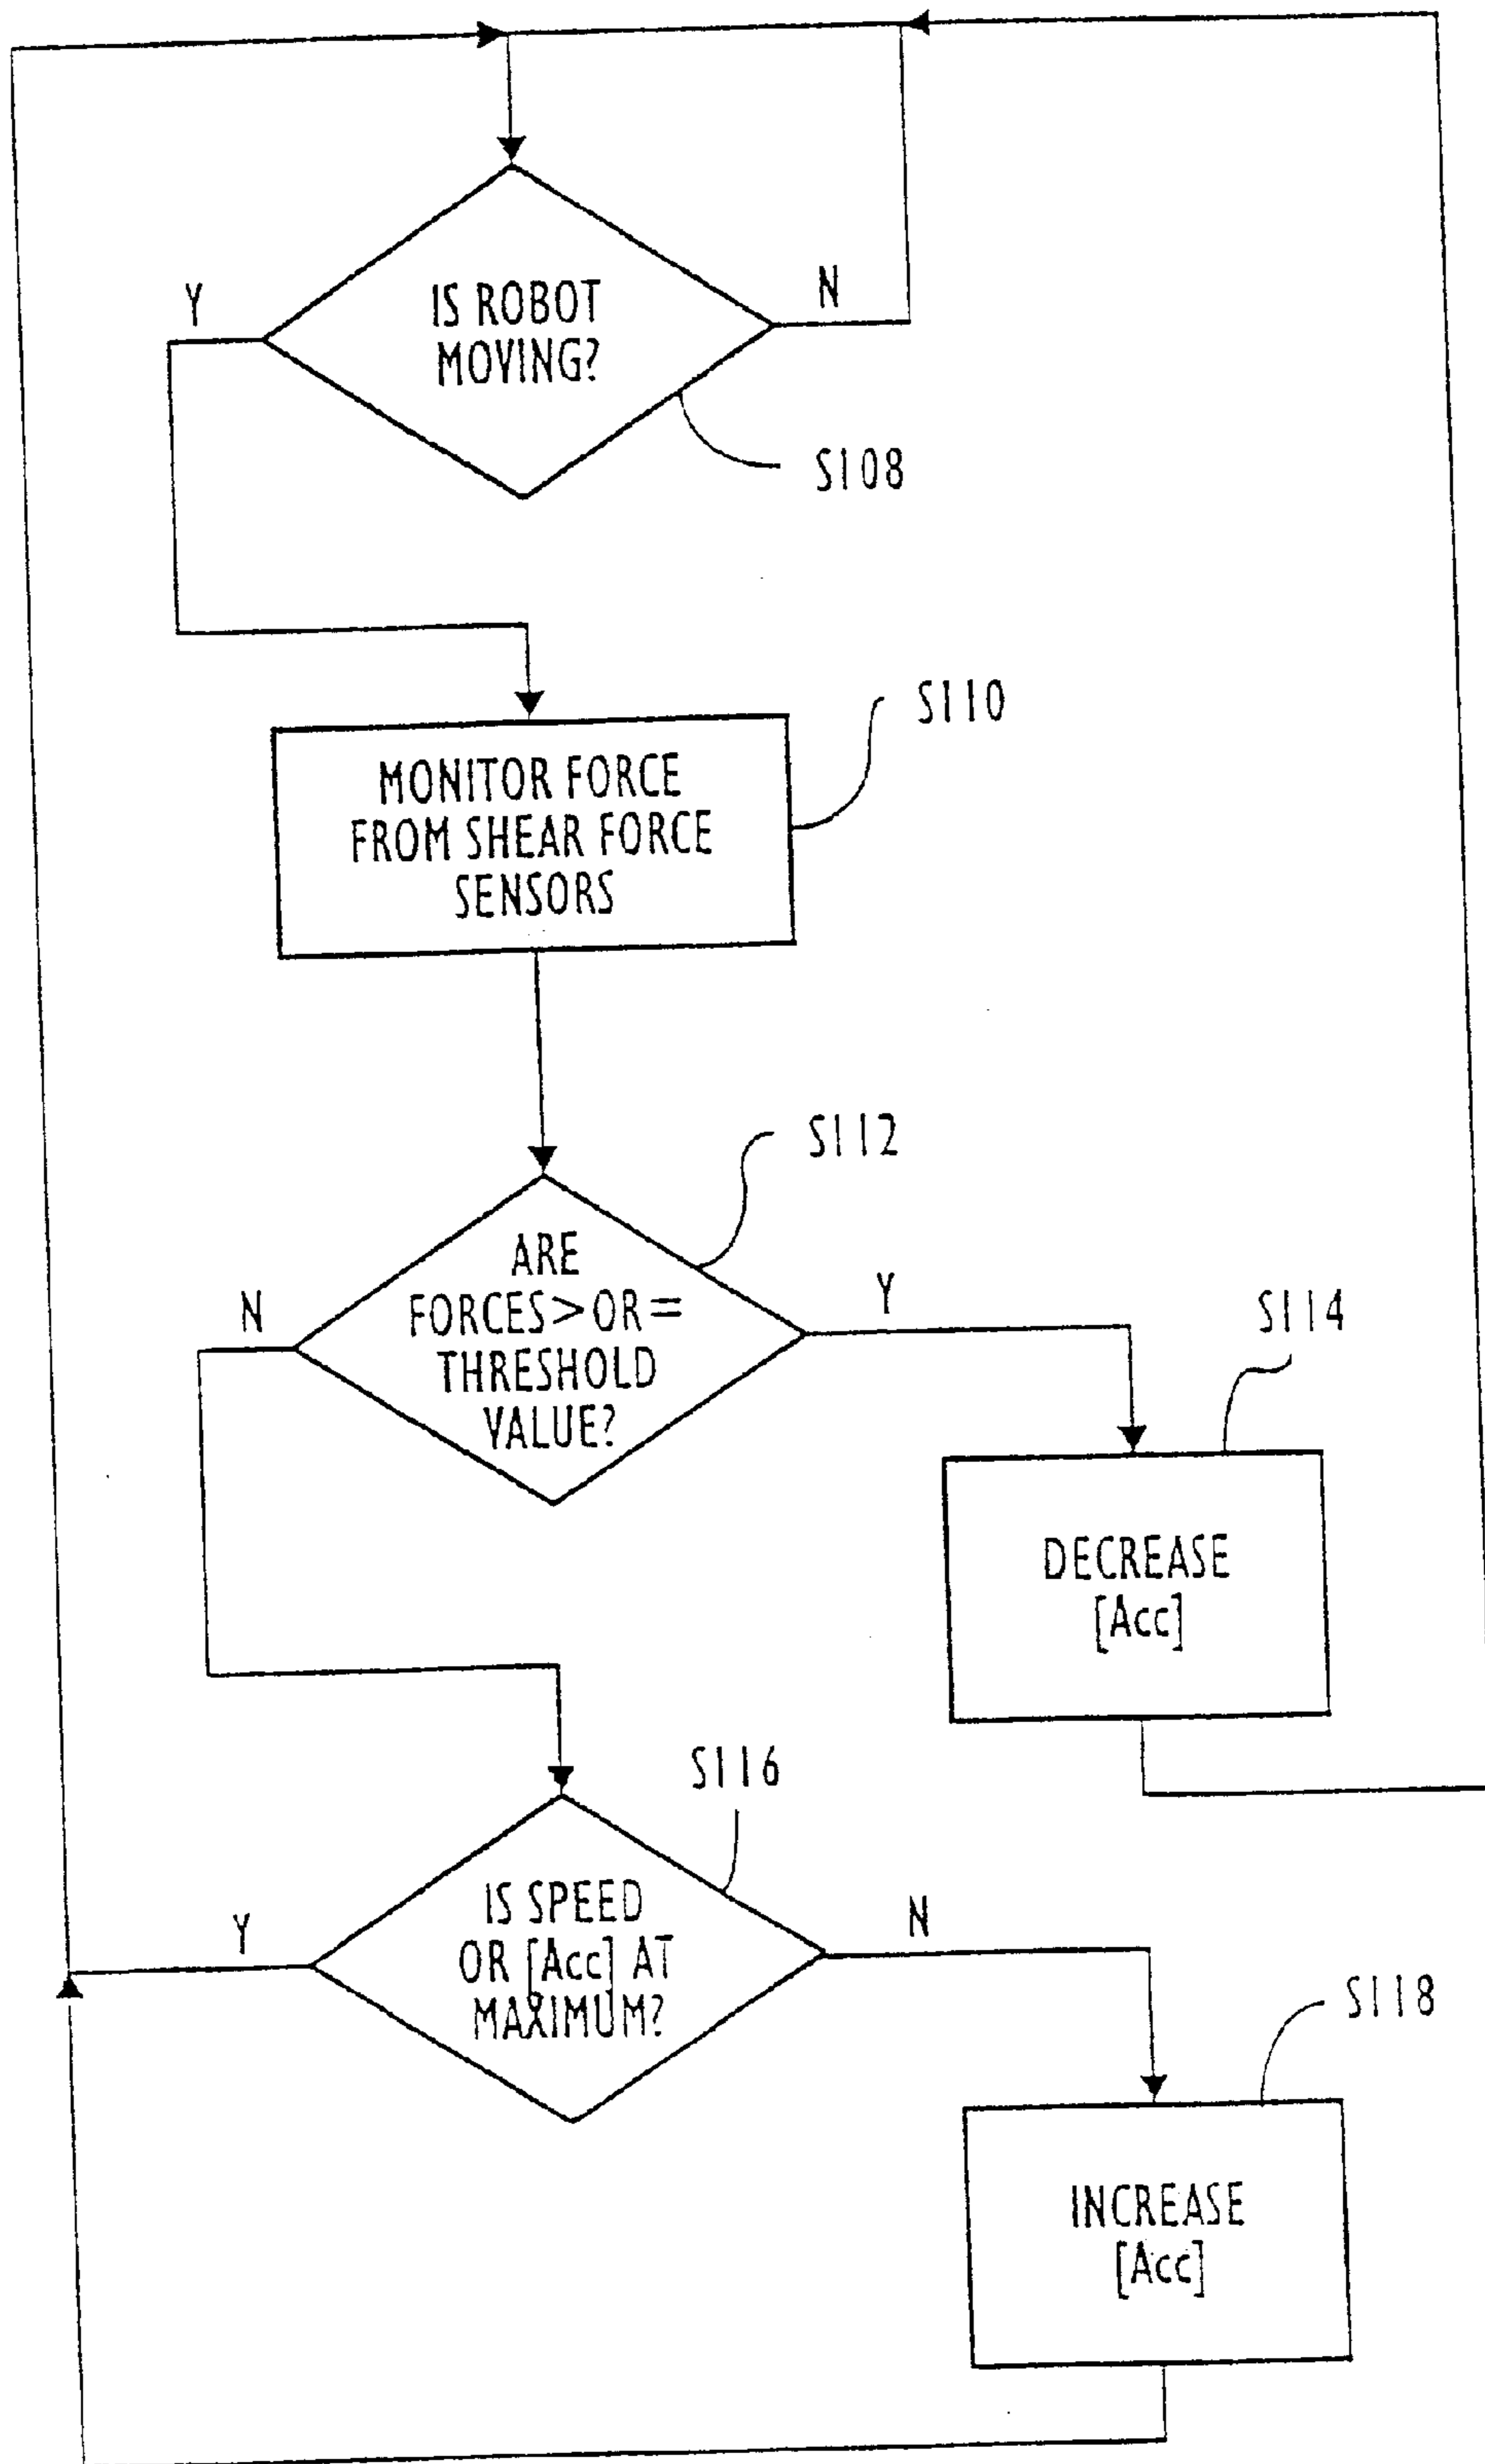 Y
IS ROBOT
MOVING?
N
S108
S110
MONITOR FORCE
FROM SHEAR FORCE
SENSORS
S112
N
ARE
FORCES>OR=
THRESHOLD
VALUE?
Y
S114
DECREASE
[Acc]
S116
Y
IS SPEED
OR [Acc] AT
MAXIMUM?
N
S118
INCREASE
[Acc]